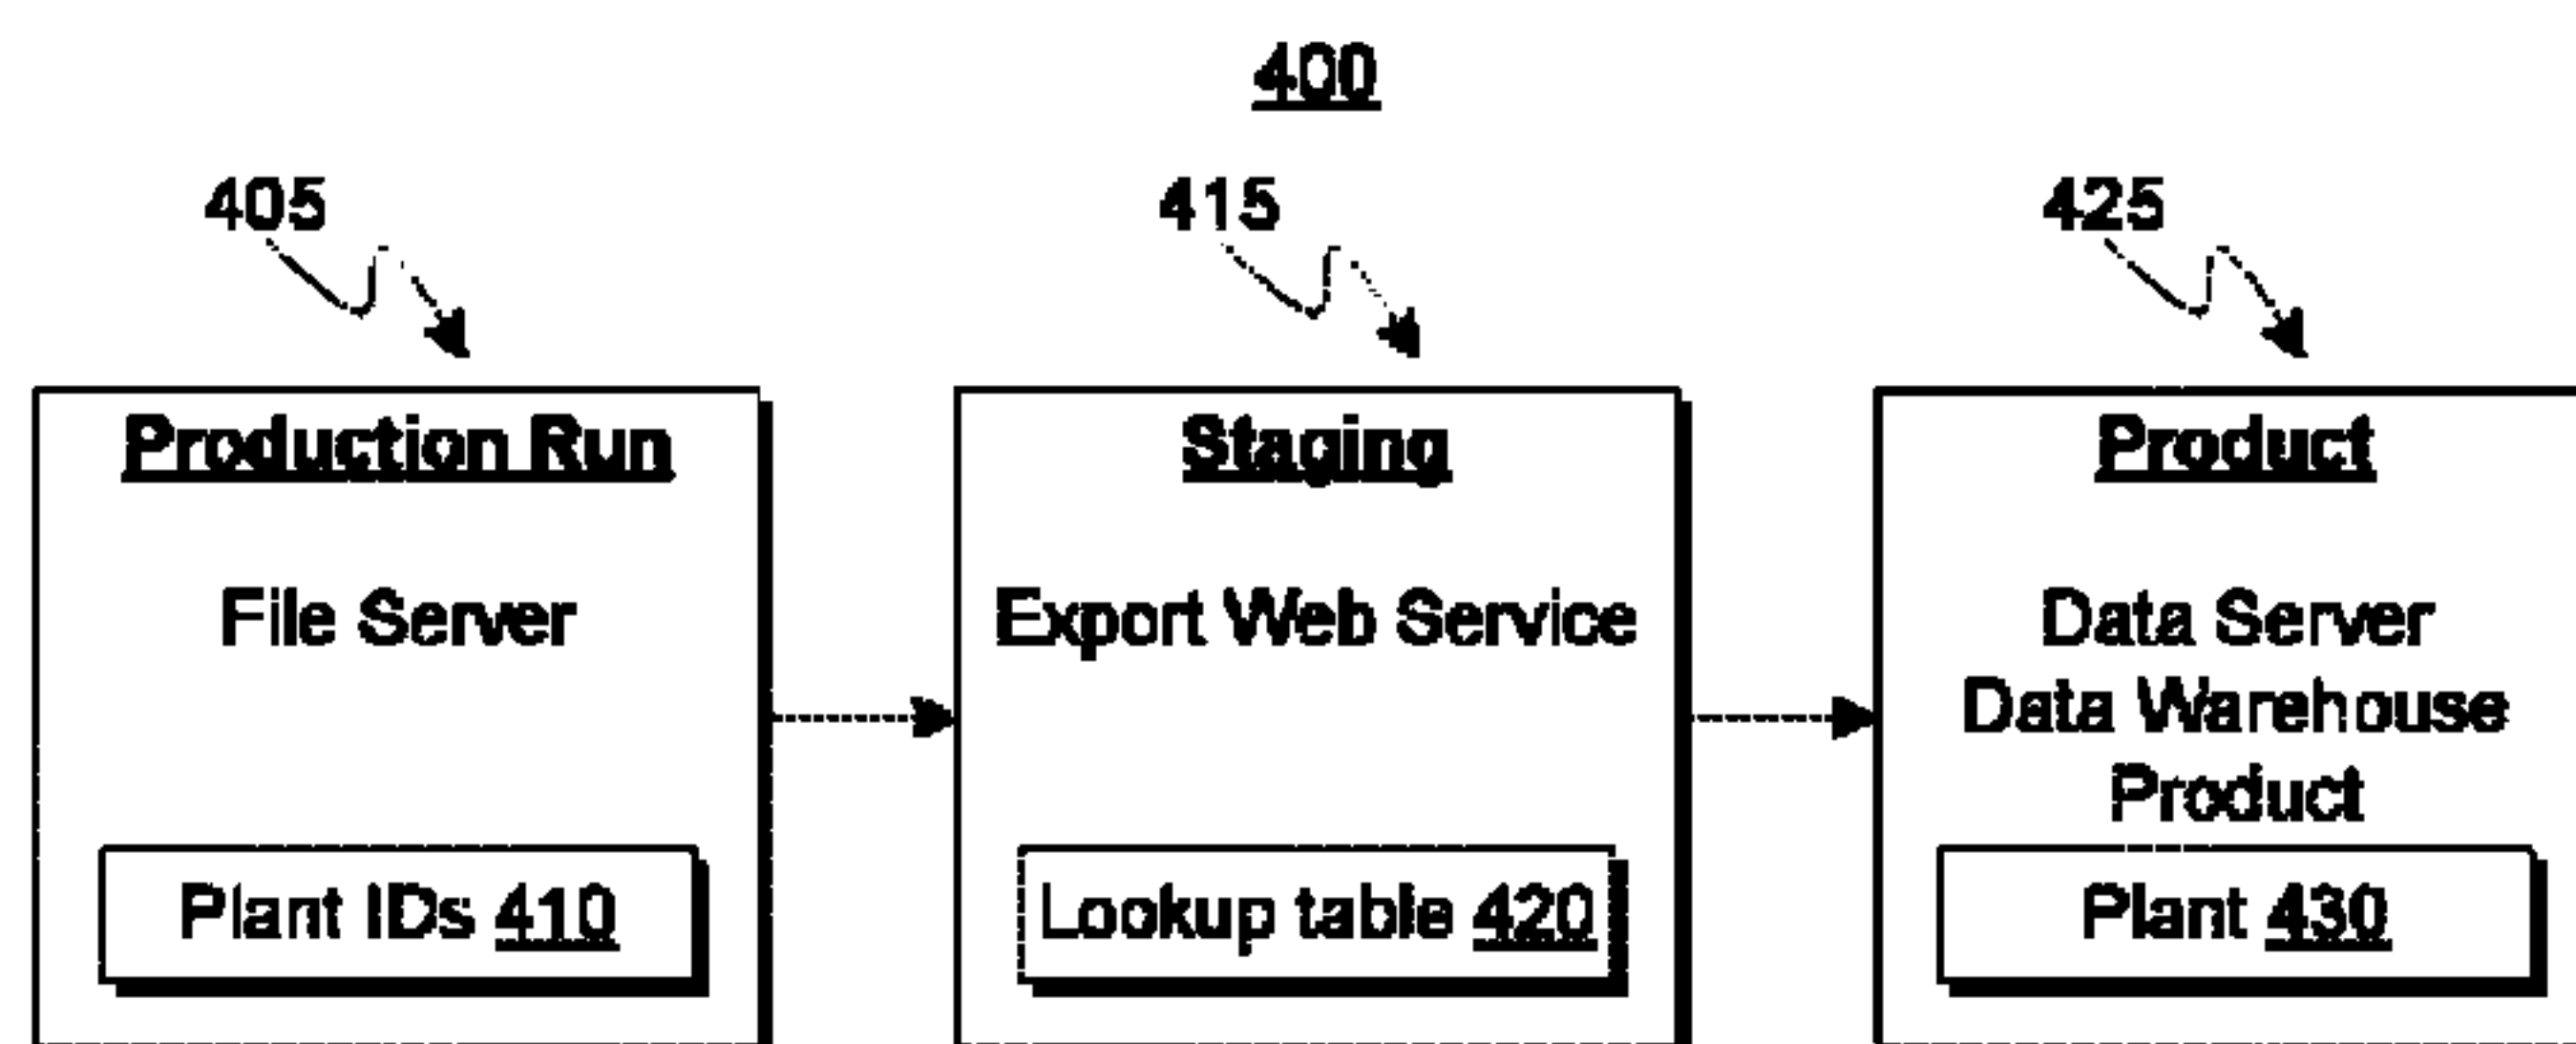 400
405
415
425
Production Run
File Server
Plant IDs 410
Staging
Export Web Service
Lookup table 420
Product
Data Server
Data Warehouse
Product
Plant 430